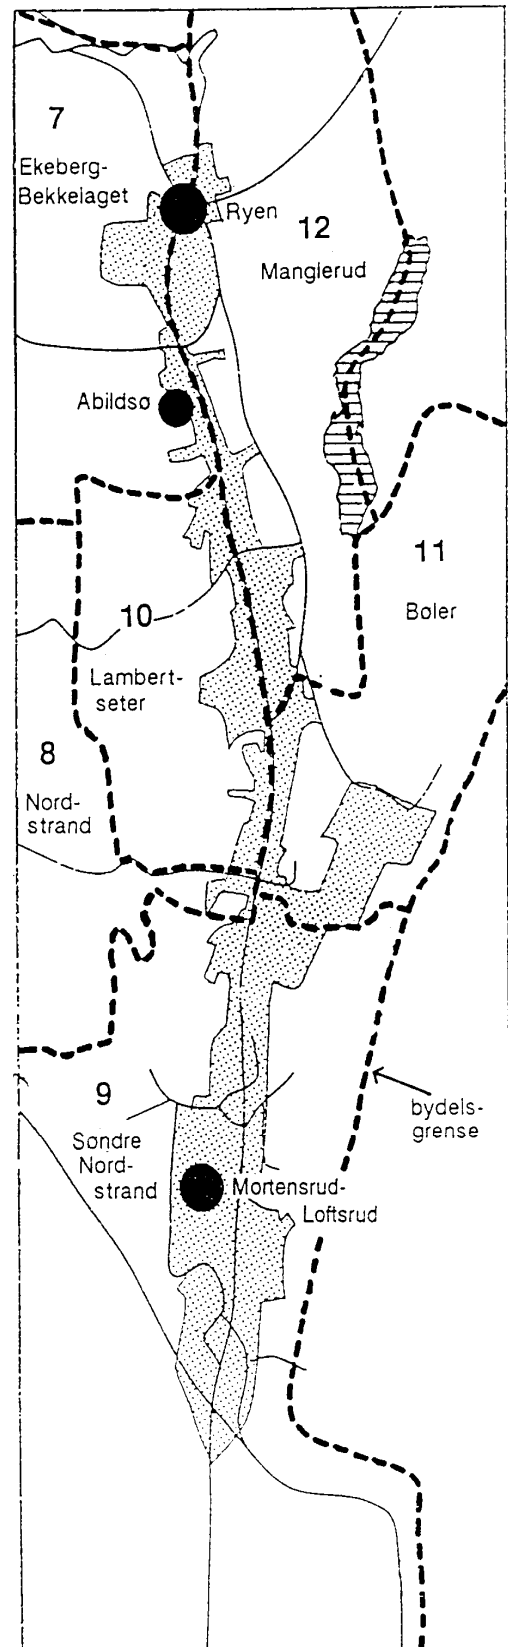 7
Ekeberg-
Bekkelaget
Ryen
12
Manglerud
Abildsø
11
Bøler
10
Lambert-
seter
8
Nord-
strand
9
bydels-
grense
Søndre
Nord-
strand
Mortensrud-
Loftsrud